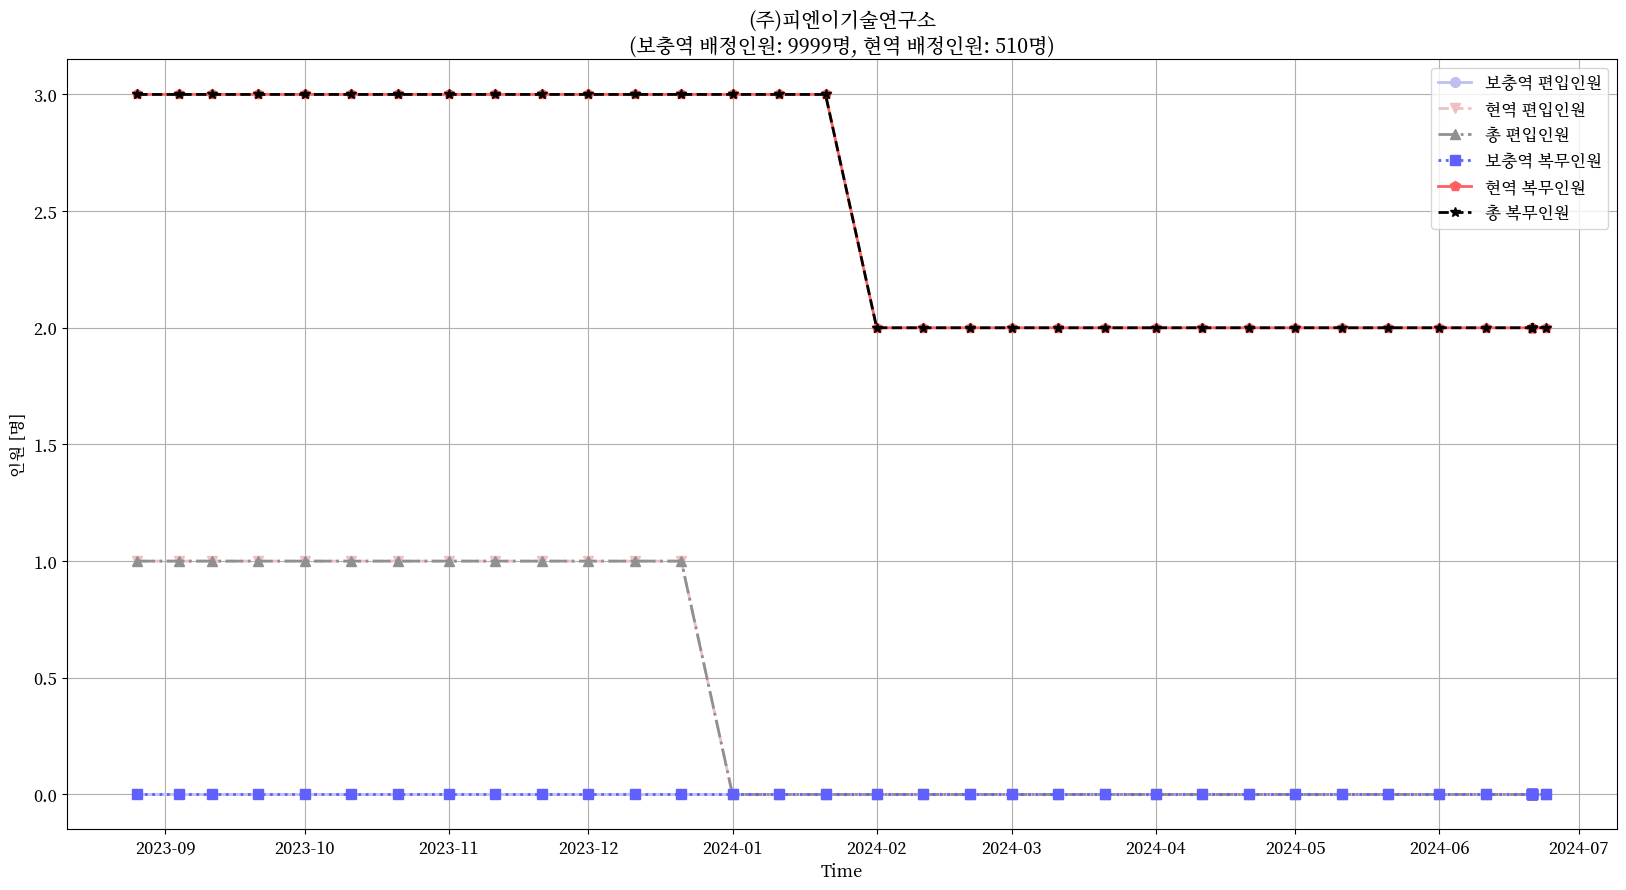 (주)피엔이기술연구소
(보충역 배정인원: 9999명, 현역 배정인원: 510명)
보충역 편입인원
현역 편입인원
총 편입인원
보충역 복무인원
현역 복무인원
총 복무인원
인원 [명]
3.0
2.5
2.0
1.5
1.0
0.5
0.0
2023-09
2023-10
2023-11
2023-12
2024-01
2024-02
2024-03
2024-04
2024-05
2024-06
2024-07
Time